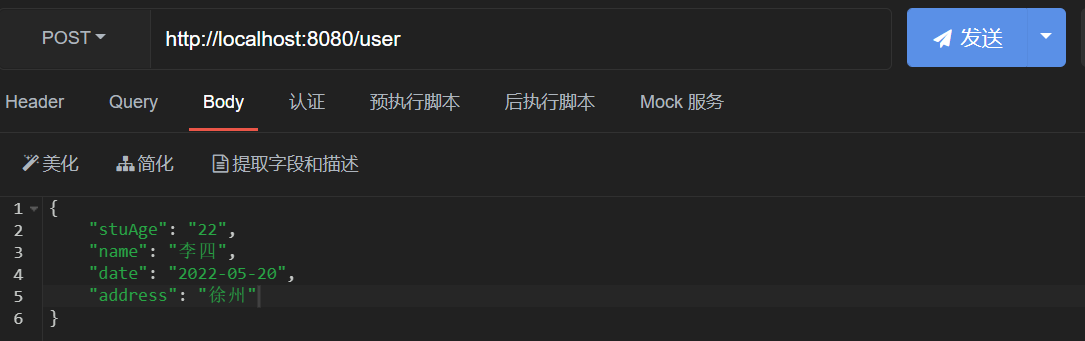 POST http://localhost:8080/user 发送
Header Query Body 认证 预执行脚本 后执行脚本 Mock 服务
美化 简化 提取字段和描述
1 {
2 "stuAge": "22",
3 "name": "李四",
4 "date": "2022-05-20",
5 "address": "徐州"
6 }